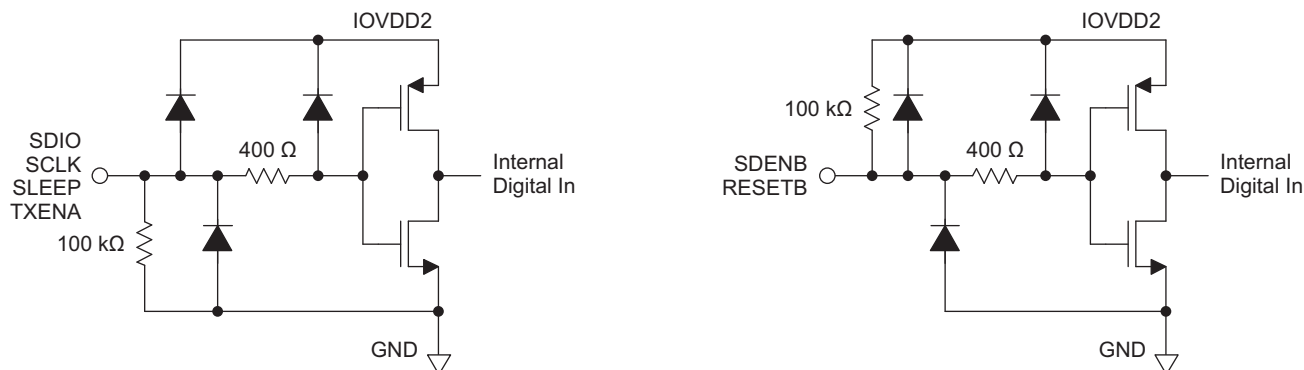 IOVDD2
SDIO
SCLK
SLEEP
TXENA
400 Ω
100 kΩ
Internal
Digital In
GND
IOVDD2
100 kΩ
SDENB
RESETB
400 Ω
Internal
Digital In
GND